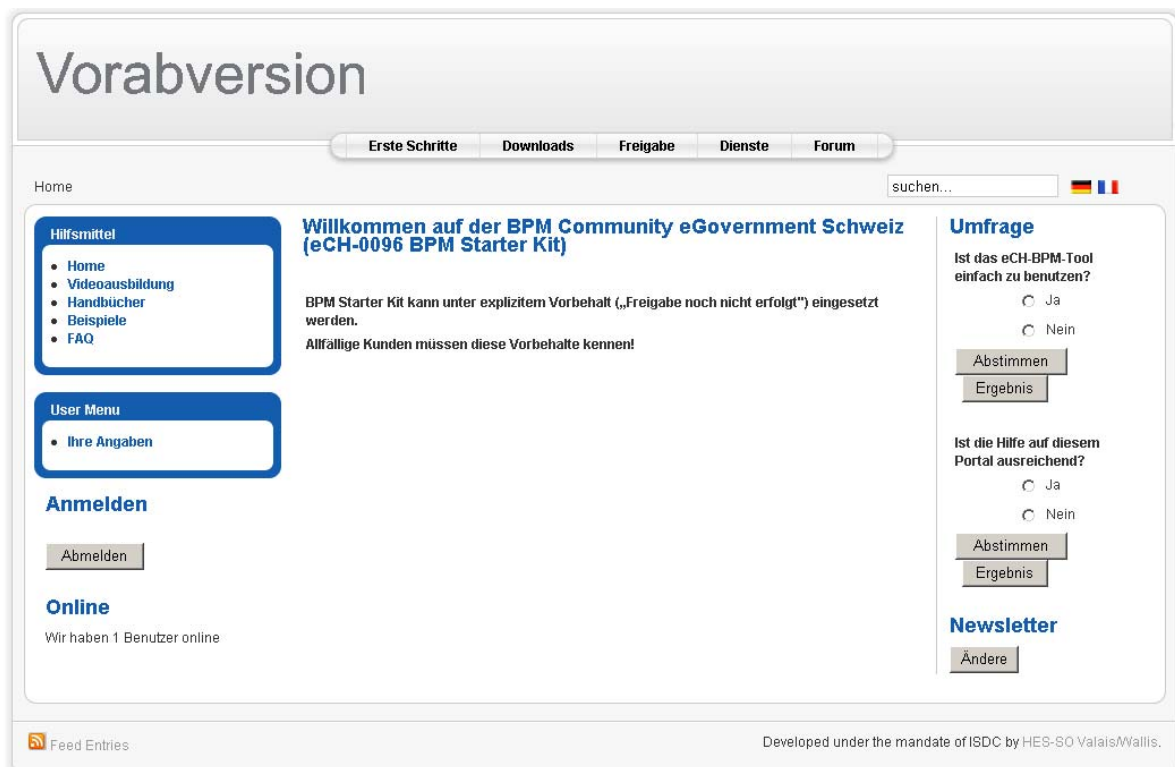 Vorabversion
Erste Schritte Downloads Freigabe Dienste Forum
Home
suchen...
Hilfsmittel
Home
Videoausbildung
Handbücher
Beispiele
FAQ
User Menu
Ihre Angaben
Anmelden
Abmelden
Online
Wir haben 1 Benutzer online
Willkommen auf der BPM Community eGovernment Schweiz
(eCH-0096 BPM Starter Kit)
BPM Starter Kit kann unter explizitem Vorbehalt („Freigabe noch nicht erfolgt") eingesetzt
werden.
Allfällige Kunden müssen diese Vorbehalte kennen!
Umfrage
Ist das eCH-BPM-Tool
einfach zu benutzen?
Ja
Nein
Abstimmen
Ergebnis
Ist die Hilfe auf diesem
Portal ausreichend?
Ja
Nein
Abstimmen
Ergebnis
Newsletter
Ändere
Feed Entries
Developed under the mandate of ISDC by HES-SO Valais/Wallis.